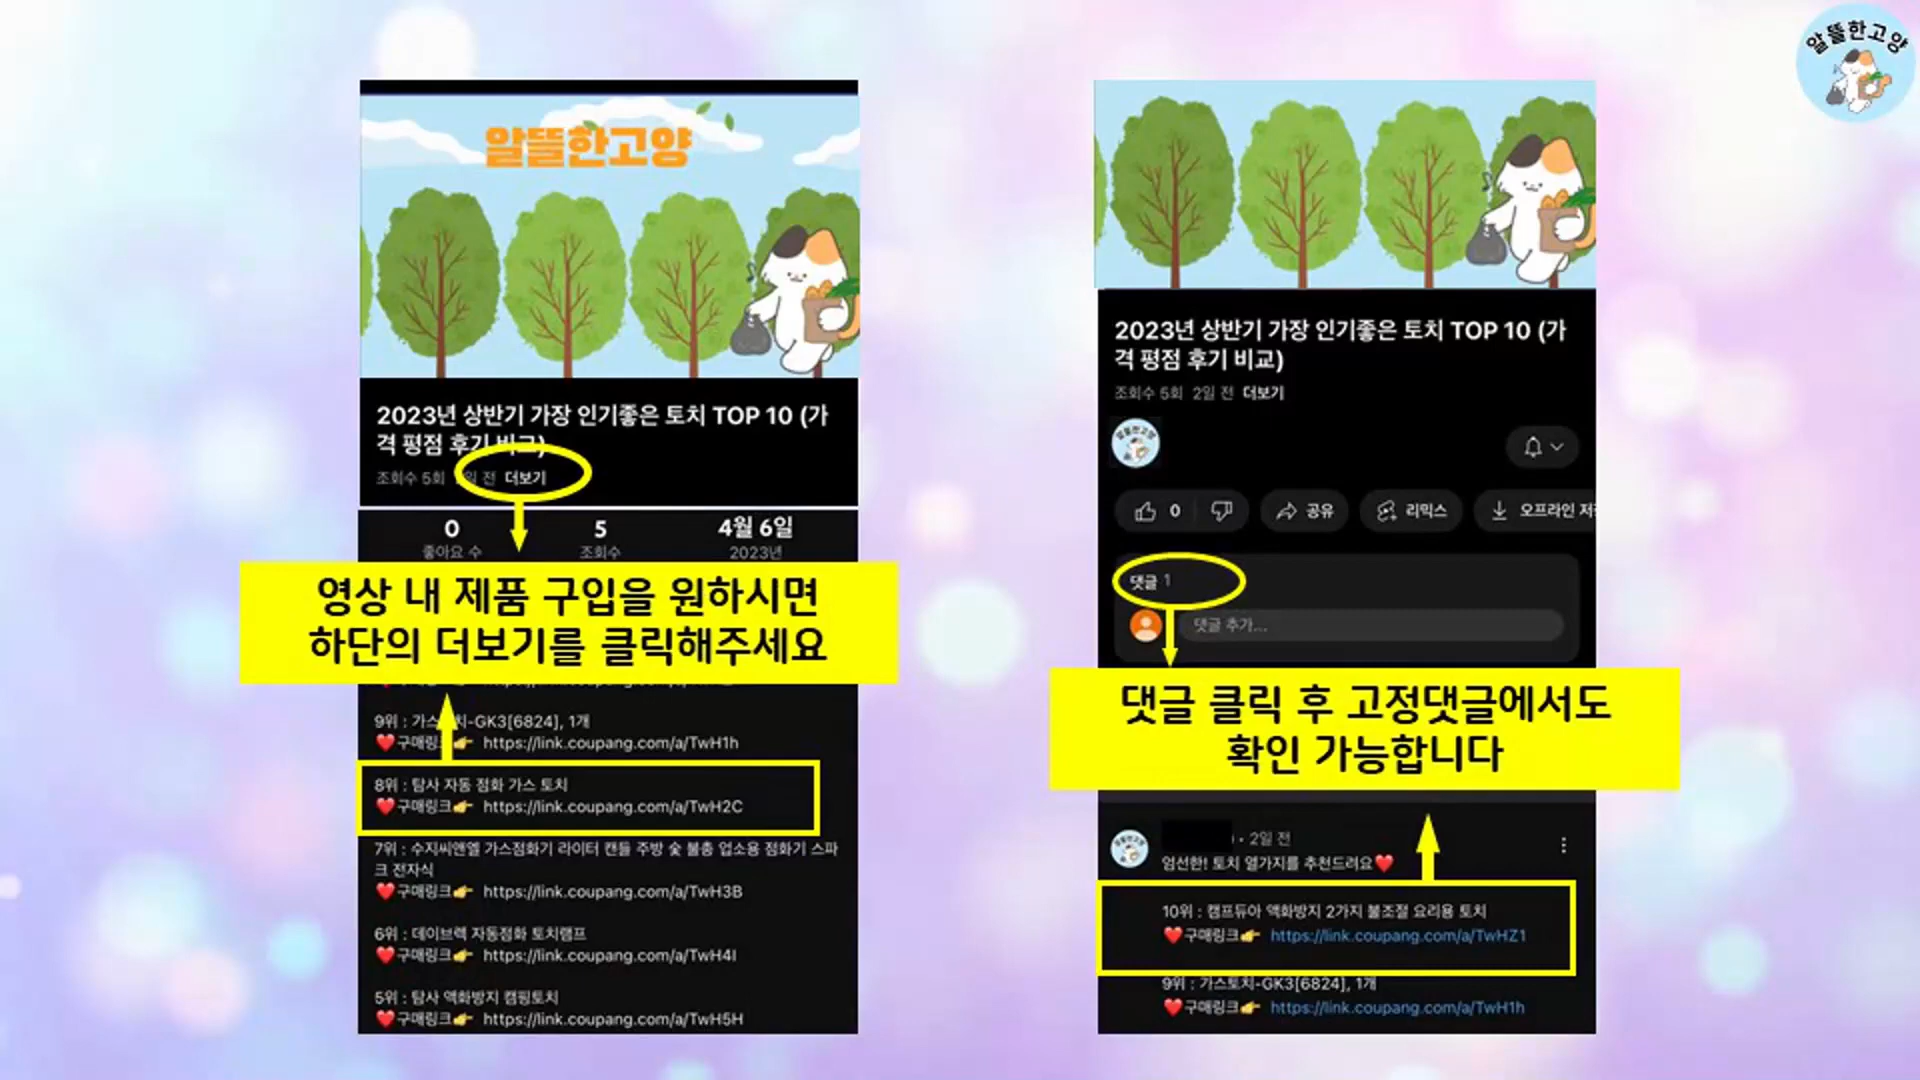 알뜰한고양
알뜰한고양
2023년 상반기 가장 인기좋은 토치 TOP 10 (가
격 평점 후기 비교)
조회수 5회 일 전 더보기
0 5 4월 6일
좋아요 수 조회수 2023년
영상 내 제품 구입을 원하시면
하단의 더보기를 클릭해주세요
9위 : 가스토치-GK3[6824], 1개
❤️구매링크👉 https://link.coupang.com/a/TwH1h
8위 : 탐사 자동 점화 가스 토치
❤️구매링크👉 https://link.coupang.com/a/TwH2C
7위 : 수지씨앤엘 가스점화기 라이터 캔들 주방 숯 불총 업소용 점화기 스파
크 전자식
❤️구매링크👉 https://link.coupang.com/a/TwH3B
6위 : 데이브렉 자동점화 토치램프
❤️구매링크👉 https://link.coupang.com/a/TwH4I
5위 : 탐사 액화방지 캠핑토치
❤️구매링크👉 https://link.coupang.com/a/TwH5H
2023년 상반기 가장 인기좋은 토치 TOP 10 (가
격 평점 후기 비교)
조회수 5회 2일 전 더보기
알뜰한고양
0 공유 리믹스 오프라인 저
댓글 1
댓글 추가...
댓글 클릭 후 고정댓글에서도
확인 가능합니다
알뜰한고양
• 2일 전
엄선한! 토치 열가지를 추천드려요❤️
10위 : 캠프듀아 액화방지 2가지 불조절 요리용 토치
❤️구매링크👉 https://link.coupang.com/a/TwHZ1
9위 : 가스토치-GK3[6824], 1개
❤️구매링크👉 https://link.coupang.com/a/TwH1h